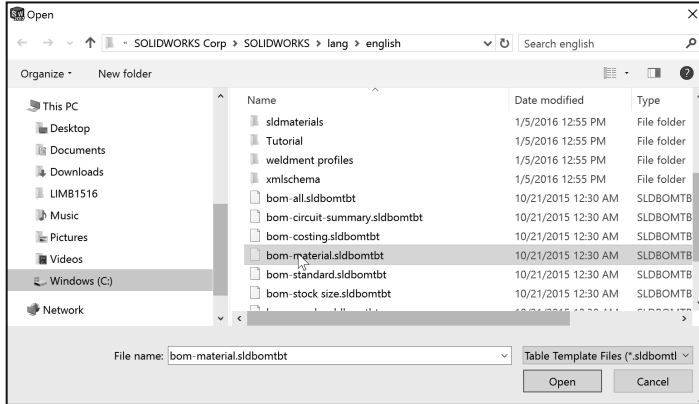 SW Open
« SOLIDWORKS Corp > SOLIDWORKS > lang > english Search english
Organize New folder
Name Date modified Type
This PC
Desktop
Documents
Downloads
LIMB1516
Music
Pictures
Videos
Windows (C:)
Network
sldmaterials 1/5/2016 12:55 PM File folder
Tutorial 1/5/2016 12:55 PM File folder
weldment profiles 1/5/2016 12:55 PM File folder
xmlschema 1/5/2016 12:55 PM File folder
bom-all.sldbomtbt 10/21/2015 12:30 AM SLDBOMTB
bom-circuit-summary.sldbomtbt 10/21/2015 12:30 AM SLDBOMTB
bom-costing.sldbomtbt 10/21/2015 12:30 AM SLDBOMTB
bom-material.sldbomtbt 10/21/2015 12:30 AM SLDBOMTB
bom-standard.sldbomtbt 10/21/2015 12:30 AM SLDBOMTB
bom-stock size.sldbomtbt 10/21/2015 12:30 AM SLDBOMTB
File name: bom-material.sldbomtbt Table Template Files (*.sldbomtl
Open Cancel